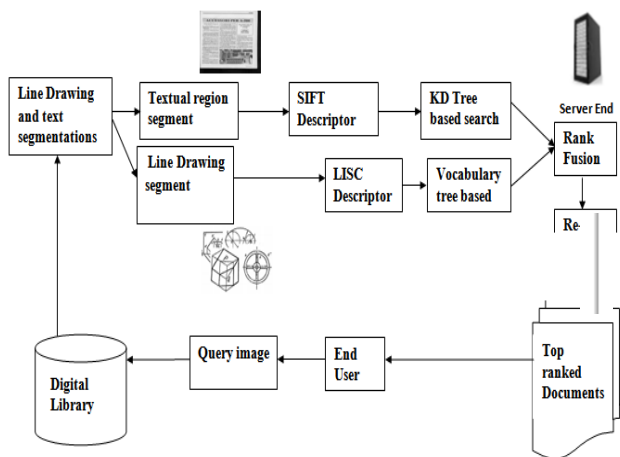 Line Drawing
and text
segmentations
Textual region
segment
SIFT
Descriptor
KD Tree
based search
Server End
Rank
Fusion
Line Drawing
segment
LISC
Descriptor
Vocabulary
tree based
Re-
Top
ranked
Documents
End
User
Query image
Digital
Library